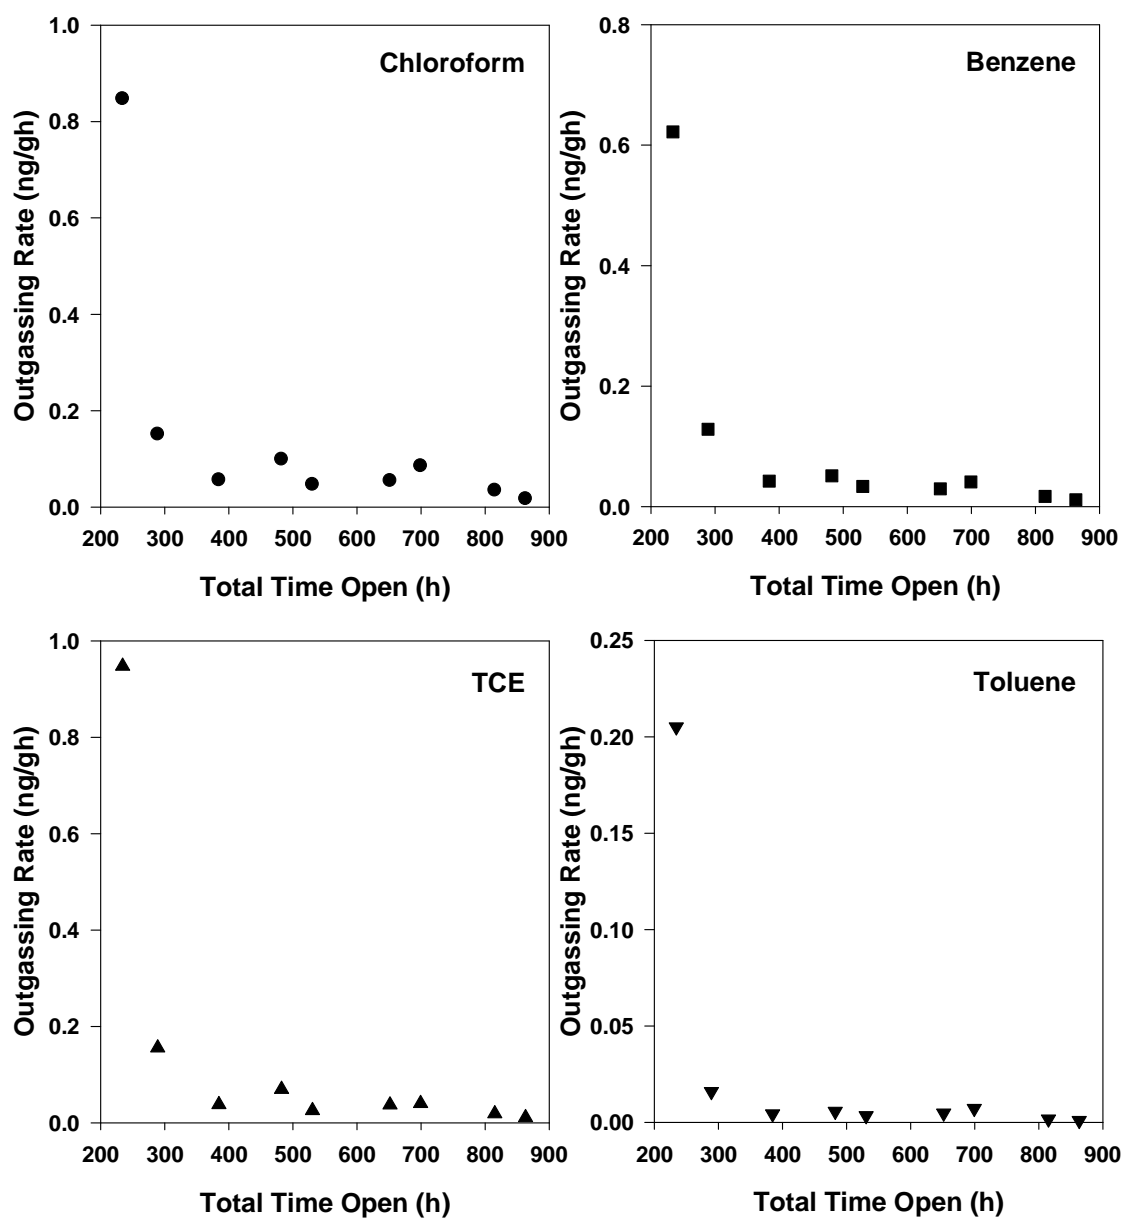 Chloroform
Outgassing Rate (ng/gh)
1.0
0.8
0.6
0.4
0.2
0.0
200 300 400 500 600 700 800 900
Total Time Open (h)
Benzene
Outgassing Rate (ng/gh)
0.8
0.6
0.4
0.2
0.0
200 300 400 500 600 700 800 900
Total Time Open (h)
TCE
Outgassing Rate (ng/gh)
1.0
0.8
0.6
0.4
0.2
0.0
200 300 400 500 600 700 800 900
Total Time Open (h)
Toluene
Outgassing Rate (ng/gh)
0.25
0.20
0.15
0.10
0.05
0.00
200 300 400 500 600 700 800 900
Total Time Open (h)